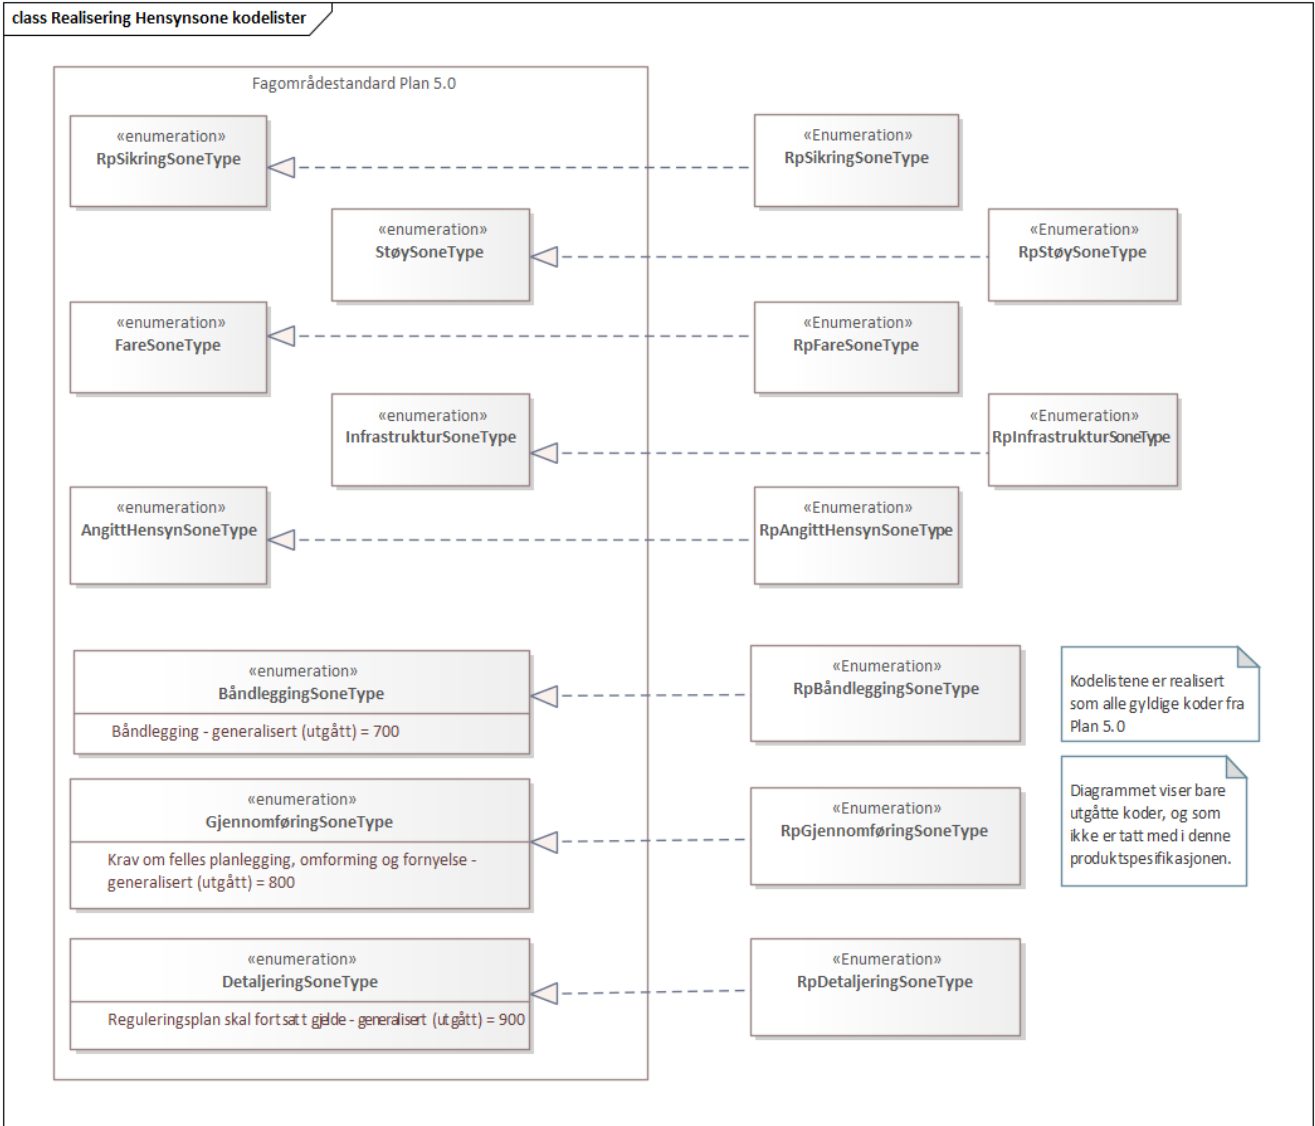 class Realisering Hensynsone kodelister
Fagområdestandard Plan 5.0
«enumeration»
RpSikringSoneType
«Enumeration»
RpSikringSoneType
«enumeration»
StøySoneType
«Enumeration»
RpStøySoneType
«enumeration»
FareSoneType
«Enumeration»
RpFareSoneType
«enumeration»
InfrastrukturSoneType
«Enumeration»
RpInfrastrukturSoneType
«enumeration»
AngittHensynSoneType
«Enumeration»
RpAngittHensynSoneType
«enumeration»
BåndleggingSoneType
Båndlegging - generalisert (utgått) = 700
«Enumeration»
RpBåndleggingSoneType
Kodelistene er realisert
som alle gyldige koder fra
Plan 5.0
«enumeration»
GjennomføringSoneType
Krav om felles planlegging, omforming og fornyelse -
generalisert (utgått) = 800
«Enumeration»
RpGjennomføringSoneType
Diagrammet viser bare
utgåtte koder, og som
ikke er tatt med i denne
produktspesifikasjonen.
«enumeration»
DetaljeringSoneType
Reguleringsplan skal fortsatt gjelde - generalisert (utgått) = 900
«Enumeration»
RpDetaljeringSoneType